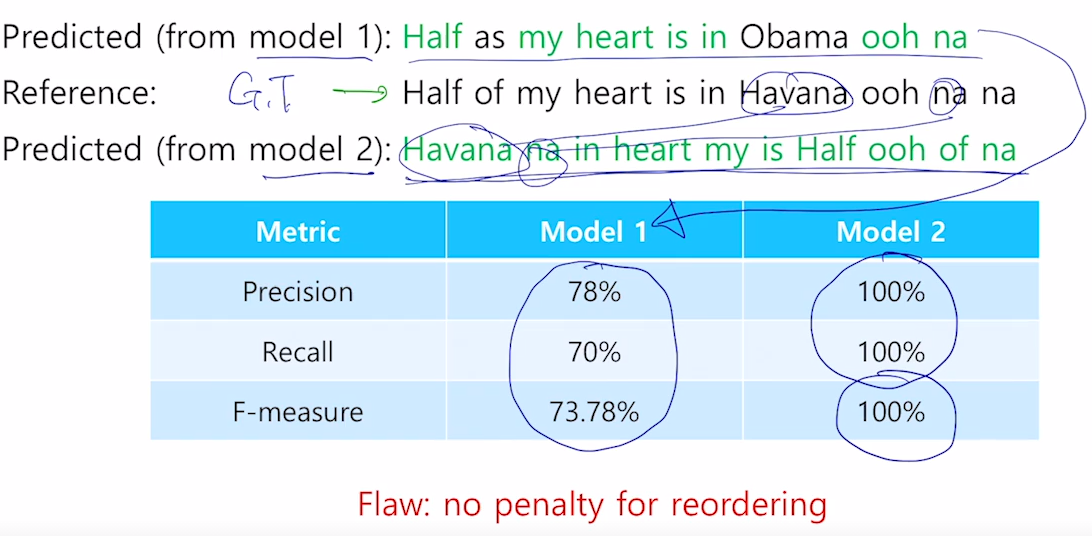 Predicted (from model 1): Half as my heart is in Obama ooh na
Reference: G.T → Half of my heart is in Havana ooh na na
Predicted (from model 2): Havana na in heart my is Half ooh of na
Metric Model 1 Model 2
Precision 78% 100%
Recall 70% 100%
F-measure 73.78% 100%
Flaw: no penalty for reordering